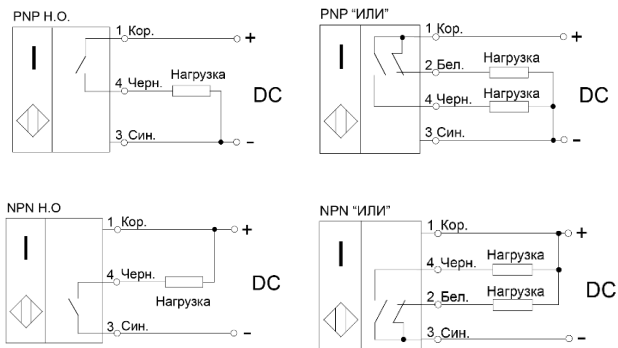 PNP Н.О.
1 Кор.
+
4 Черн.
Нагрузка
DC
3 Син.
-
PNP “ИЛИ”
1 Кор.
+
2 Бел.
Нагрузка
4 Черн.
Нагрузка
DC
3 Син.
-
NPN Н.О
1 Кор.
+
4 Черн.
Нагрузка
DC
3 Син.
-
NPN “ИЛИ”
1 Кор.
+
4 Черн.
Нагрузка
2 Бел.
Нагрузка
DC
3 Син.
-